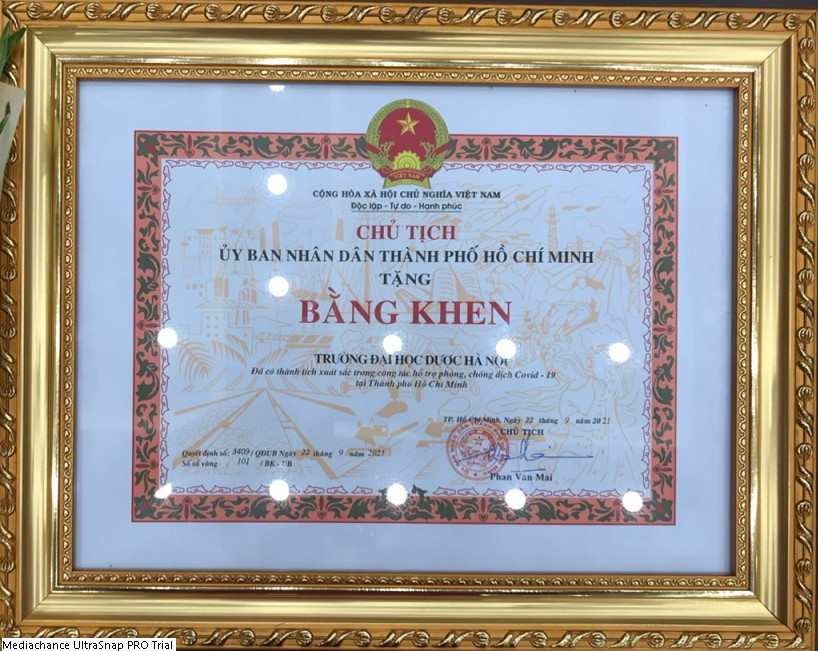 VIỆT NAM
CỘNG HÒA XÃ HỘI CHỦ NGHĨA VIỆT NAM
Độc lập - Tự do - Hạnh phúc
CHỦ TỊCH
ỦY BAN NHÂN DÂN THÀNH PHỐ HỒ CHÍ MINH
TẶNG
BẰNG KHEN
TRƯỜNG ĐẠI HỌC DƯỢC HÀ NỘI
Đã có thành tích xuất sắc trong công tác hỗ trợ phòng, chống dịch Covid - 19
tại Thành phố Hồ Chí Minh
TP. Hồ Chí Minh, Ngày 22 tháng 9 năm 2021
CHỦ TỊCH
Quyết định số: 3409 / QĐUB Ngày 22 tháng 9 năm 2021
Số sổ vàng : 101 / BK - UB
Phan Văn Mãi
Mediachance UltraSnap PRO Trial